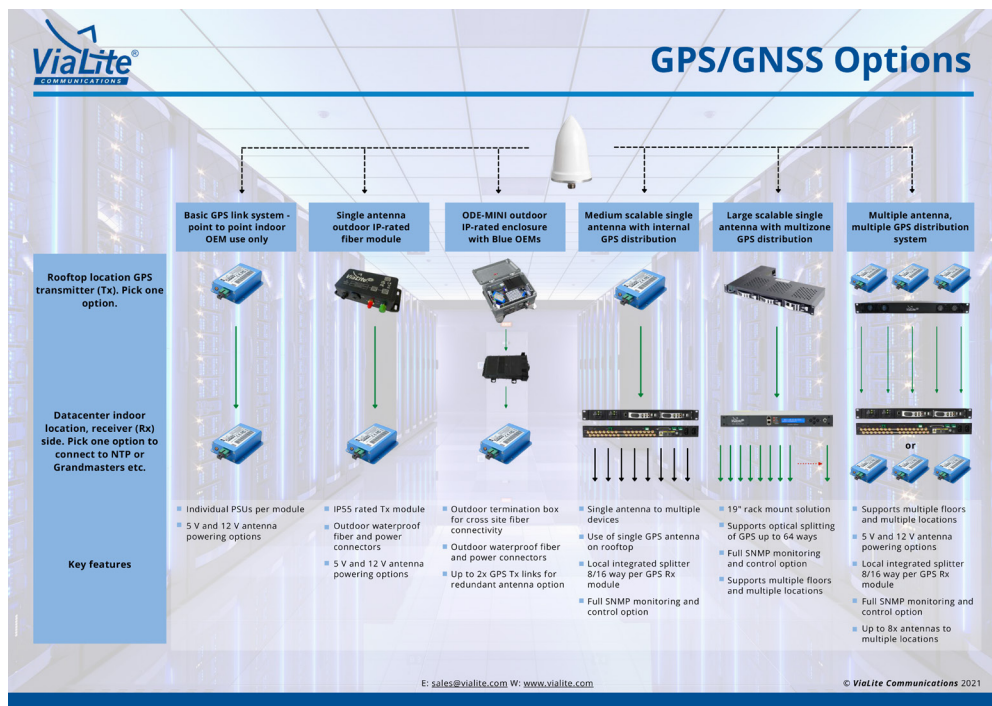 ViaLite®
COMMUNICATIONS
GPS/GNSS Options
Basic GPS link system -
point to point indoor
OEM use only
Single antenna
outdoor IP-rated
fiber module
ODE-MINI outdoor
IP-rated enclosure
with Blue OEMs
Medium scalable single
antenna with internal
GPS distribution
Large scalable single
antenna with multizone
GPS distribution
Multiple antenna,
multiple GPS distribution
system
Rooftop location GPS
transmitter (Tx). Pick one
option.
Datacenter indoor
location, receiver (Rx)
side. Pick one option to
connect to NTP or
Grandmasters etc.
or
Key features
Individual PSUs per module
5 V and 12 V antenna
powering options
IP55 rated Tx module
Outdoor waterproof
fiber and power
connectors
5 V and 12 V antenna
powering options
Outdoor termination box
for cross site fiber
connectivity
Outdoor waterproof fiber
and power connectors
Up to 2x GPS Tx links for
redundant antenna option
Single antenna to multiple
devices
Use of single GPS antenna
on rooftop
Local integrated splitter
8/16 way per GPS Rx
module
Full SNMP monitoring and
control option
19" rack mount solution
Supports optical splitting
of GPS up to 64 ways
Full SNMP monitoring
and control option
Supports multiple floors
and multiple locations
Supports multiple floors
and multiple locations
5 V and 12 V antenna
powering options
Local integrated splitter
8/16 way per GPS Rx
module
Full SNMP monitoring and
control option
Up to 8x antennas to
multiple locations
E: sales@vialite.com W: www.vialite.com
© ViaLite Communications 2021